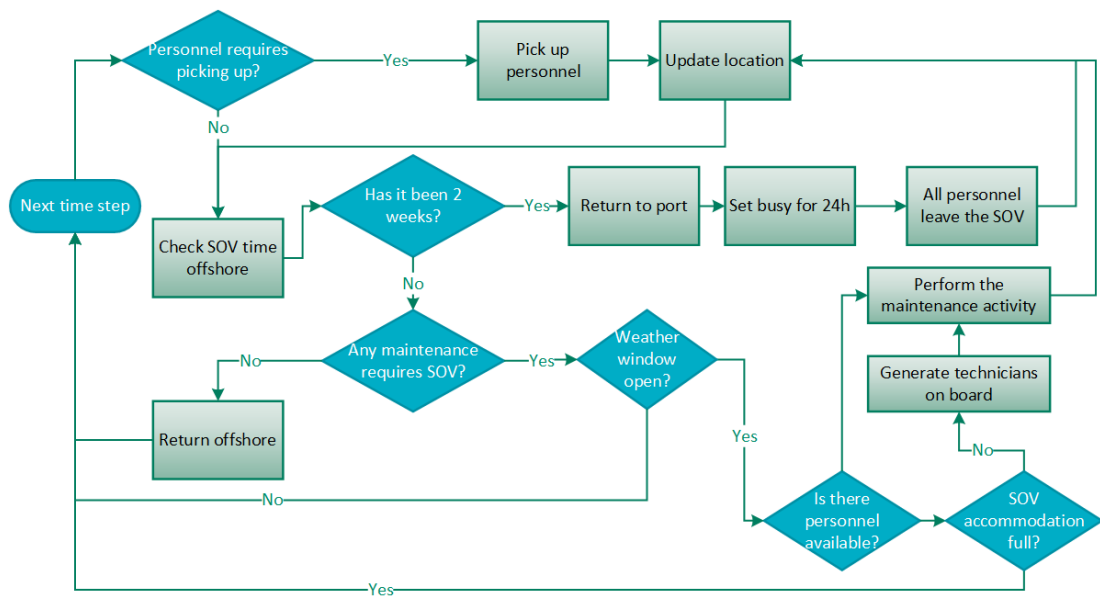 Personnel requires
picking up?
Yes
Pick up
personnel
Update location
No
Next time step
Has it been 2
weeks?
Yes
Return to port
Set busy for 24h
All personnel
leave the SOV
Check SOV time
offshore
No
Perform the
maintenance activity
Any maintenance
requires SOV?
No
Yes
Weather
window
open?
Generate technicians
on board
Return offshore
Yes
No
No
Is there
personnel
available?
SOV
accommodation
full?
Yes